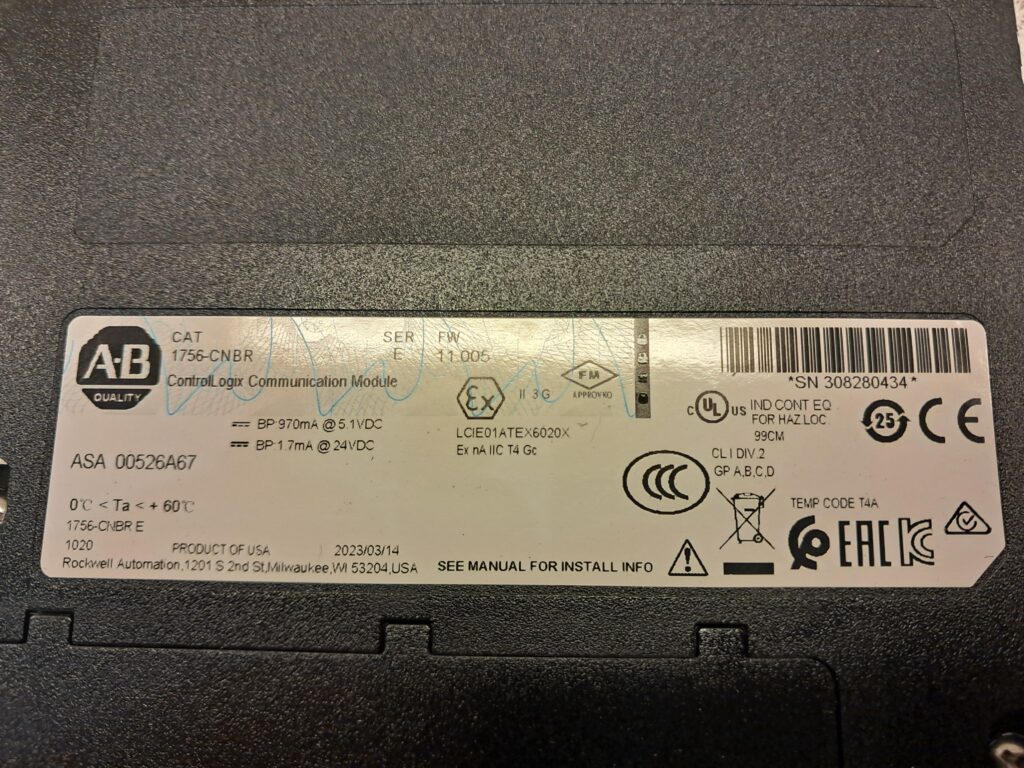 A-B
QUALITY
CAT SER FW
1756-CNBR E 11.005
ControlLogix Communication Module
BP 970mA @ 5.1VDC
BP 1.7mA @ 24VDC
ASA 00526A67
0℃ < Ta < + 60℃
1756-CNBR E
1020 PRODUCT OF USA 2023/03/14
Rockwell Automation,1201 S 2nd St,Milwaukee,WI 53204,USA
Ex II 3 G
LCIE01ATEX6020X
Ex nA IIC T4 Gc
FM
APPROVKO
SEE MANUAL FOR INSTALL INFO
*SN 308280434*
C UL US IND CONT EQ
FOR HAZ LOC
99CM
CL I DIV.2
GP A,B,C,D
TEMP CODE T4A
25
CE
CCC
EAC
KC